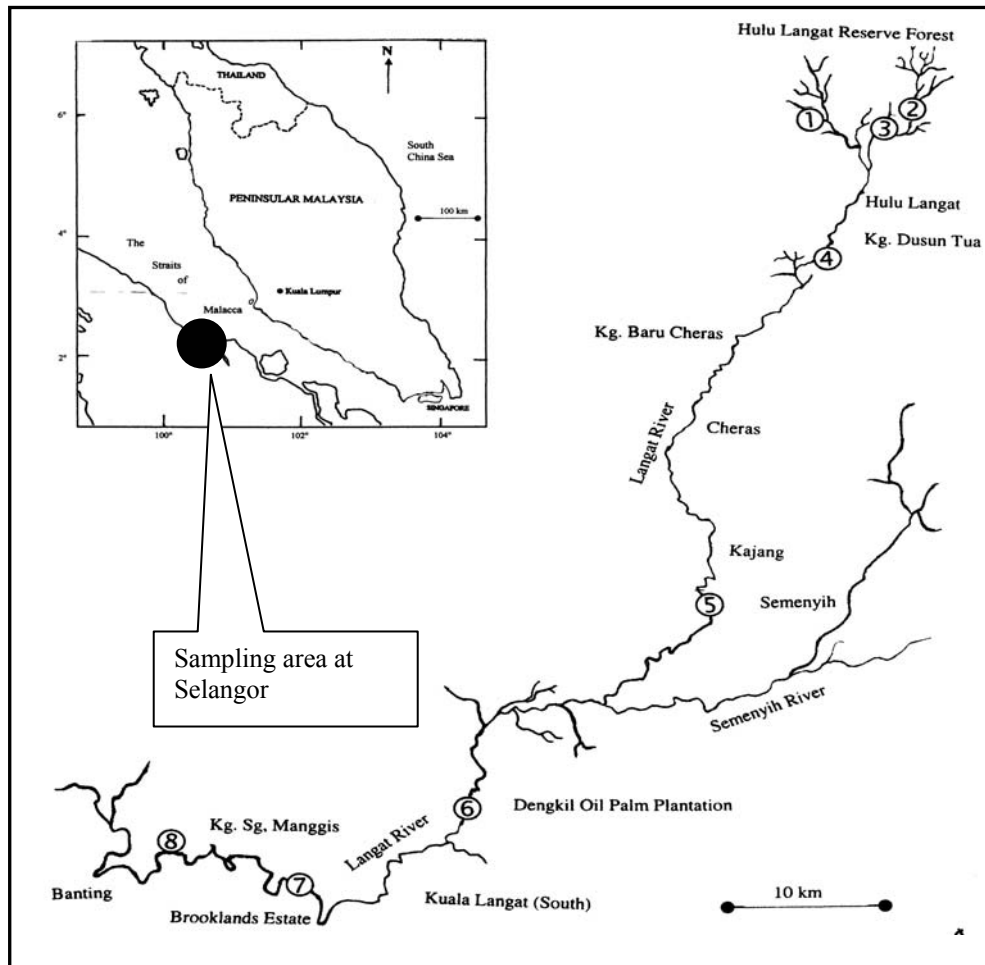 Hulu Langat Reserve Forest
N
THAILAND
6°
South
China Sea
PENINSULAR MALAYSIA
100 km
4°
The
Straits
of
Malacca
Kuala Lumpur
2°
SINGAPORE
100°
102°
104°
1
2
3
Hulu Langat
Kg. Dusun Tua
4
Kg. Baru Cheras
Langat River
Cheras
Kajang
5
Semenyih
Sampling area at
Selangor
Semenyih River
6
Dengkil Oil Palm Plantation
Kg. Sg, Manggis
Langat River
8
7
Banting
Brooklands Estate
Kuala Langat (South)
10 km